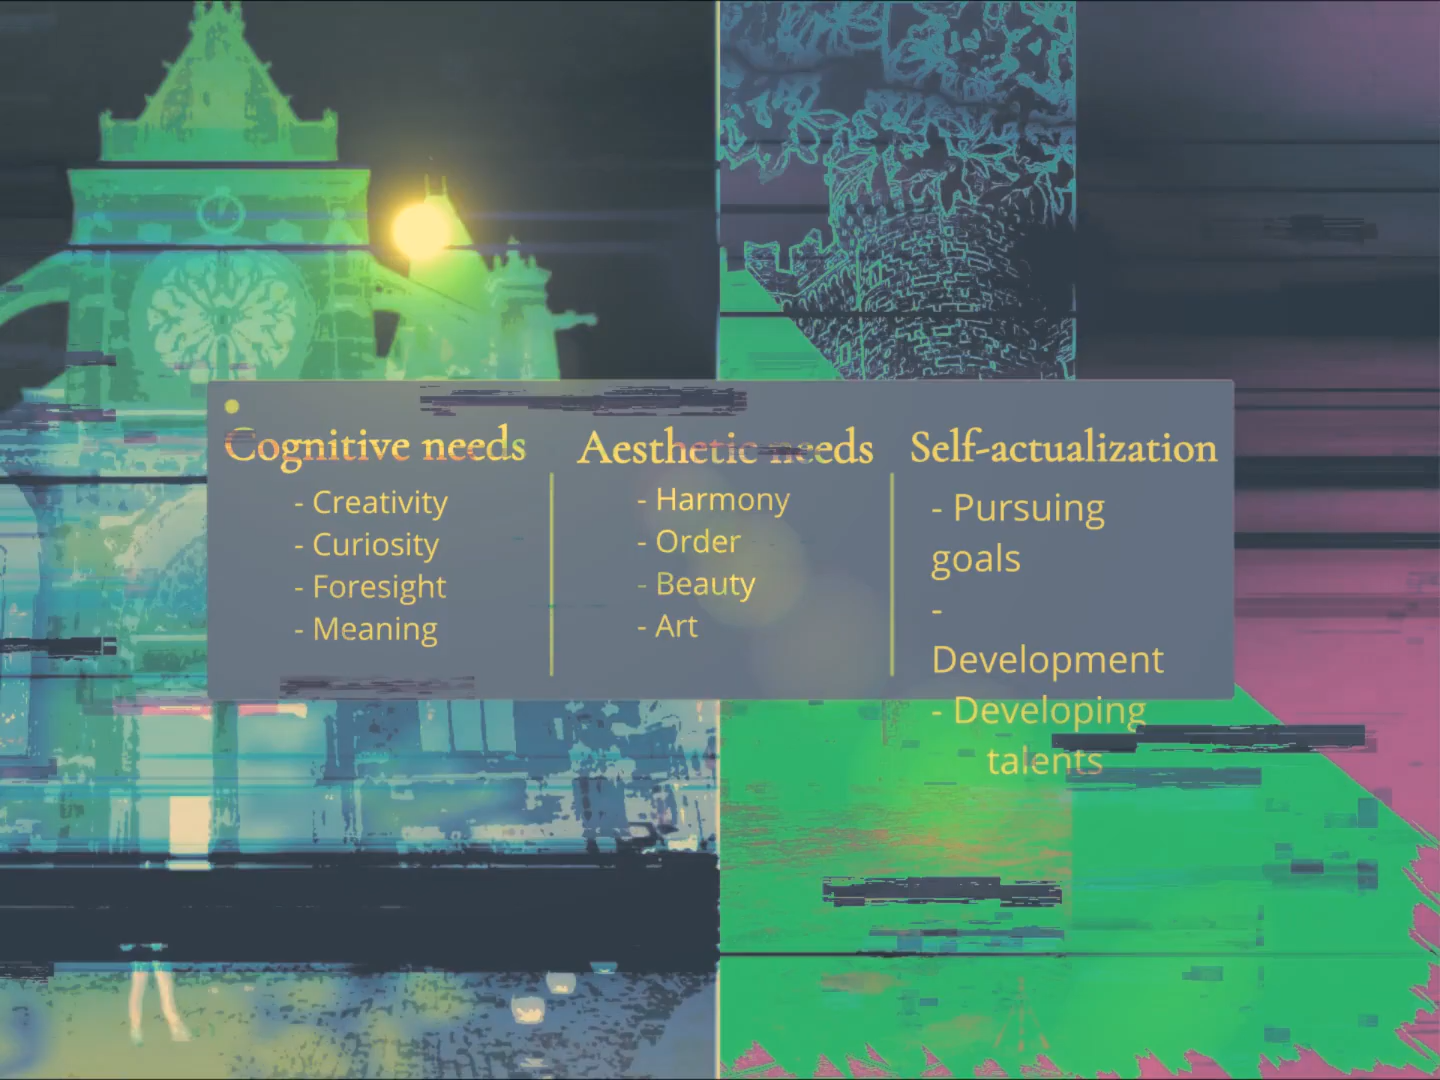 Cognitive needs
- Creativity
- Curiosity
- Foresight
- Meaning
Aesthetic needs
- Harmony
- Order
- Beauty
- Art
Self-actualization
- Pursuing
goals
-
Development
- Developing
talents